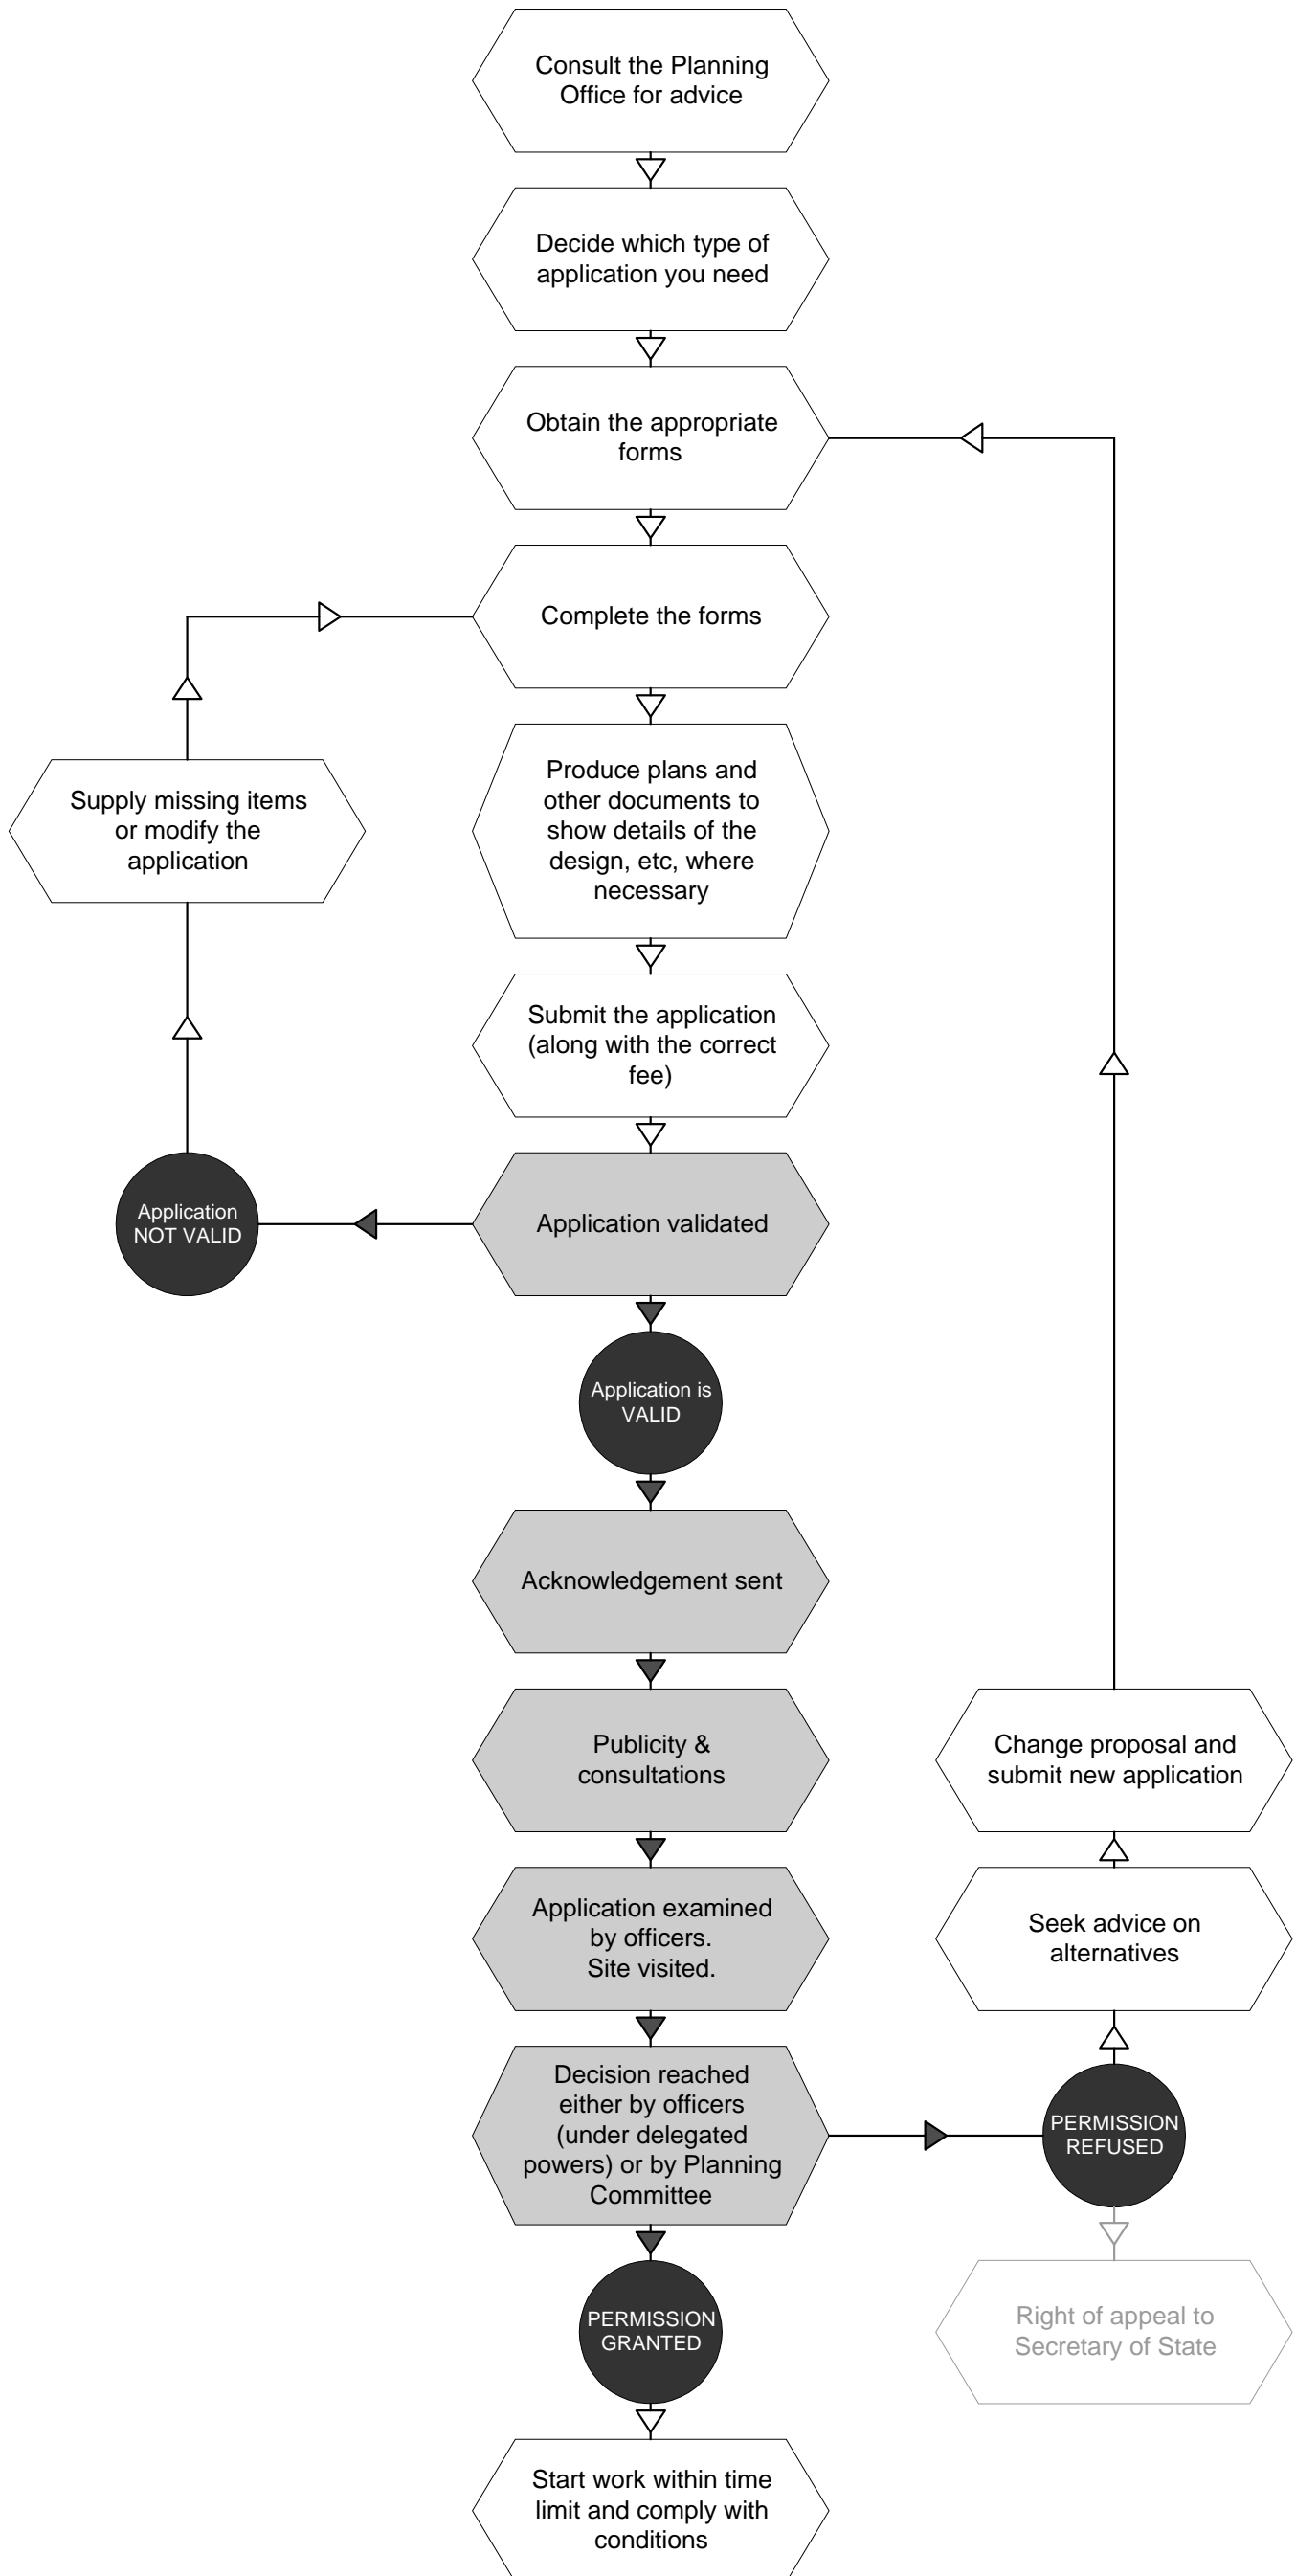 Consult the Planning
Office for advice
Decide which type of
application you need
Obtain the appropriate
forms
Complete the forms
Supply missing items
or modify the
application
Produce plans and
other documents to
show details of the
design, etc, where
necessary
Submit the application
(along with the correct
fee)
Application
NOT VALID
Application validated
Application is
VALID
Acknowledgement sent
Publicity &
consultations
Change proposal and
submit new application
Application examined
by officers.
Site visited.
Seek advice on
alternatives
Decision reached
either by officers
(under delegated
powers) or by Planning
Committee
PERMISSION
REFUSED
PERMISSION
GRANTED
Right of appeal to
Secretary of State
Start work within time
limit and comply with
conditions